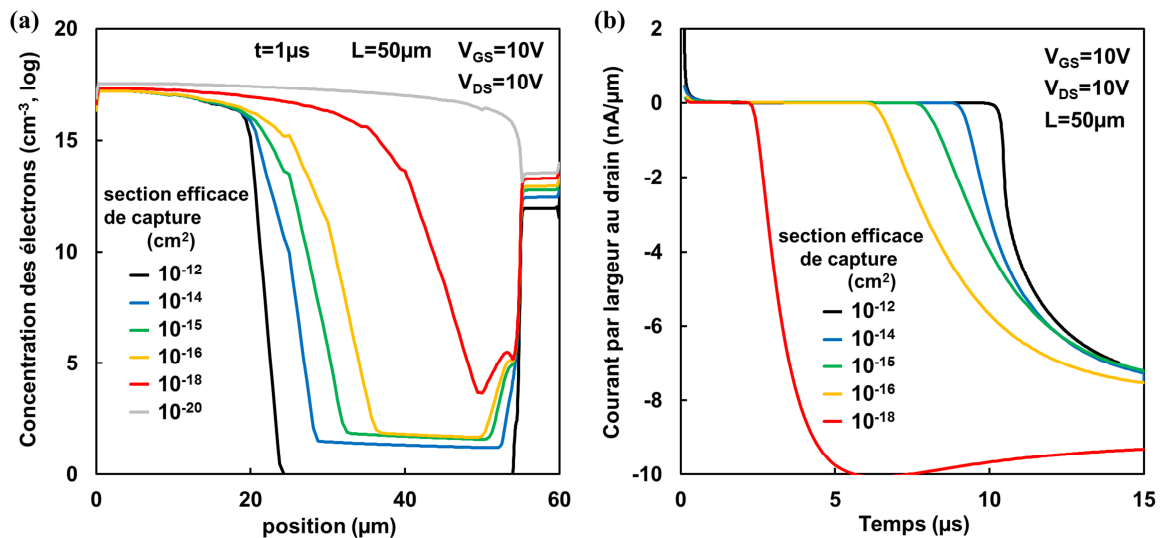 (a)
Concentration des électrons (cm-3, log)
20
15
10
5
0
t=1µs L=50µm VGS=10V
VDS=10V
section efficace
de capture
(cm2)
10-12
10-14
10-15
10-16
10-18
10-20
0 20 40 60
position (µm)
(b)
Courant par largeur au drain (nA/µm)
2
0
-2
-4
-6
-8
-10
VGS=10V
VDS=10V
L=50µm
section efficace
de capture
(cm2)
10-12
10-14
10-15
10-16
10-18
0 5 10 15
Temps (µs)